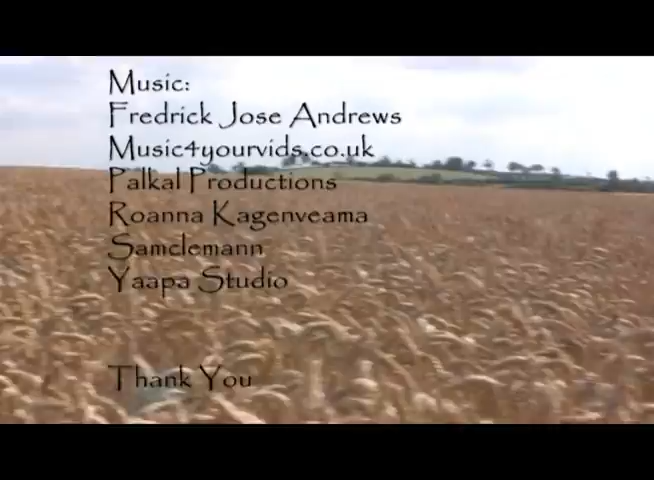 Music:
Fredrick Jose Andrews
Music4yourvids.co.uk
Palkal Productions
Roanna Kagenveama
Samclemann
Yaapa Studio
Thank You